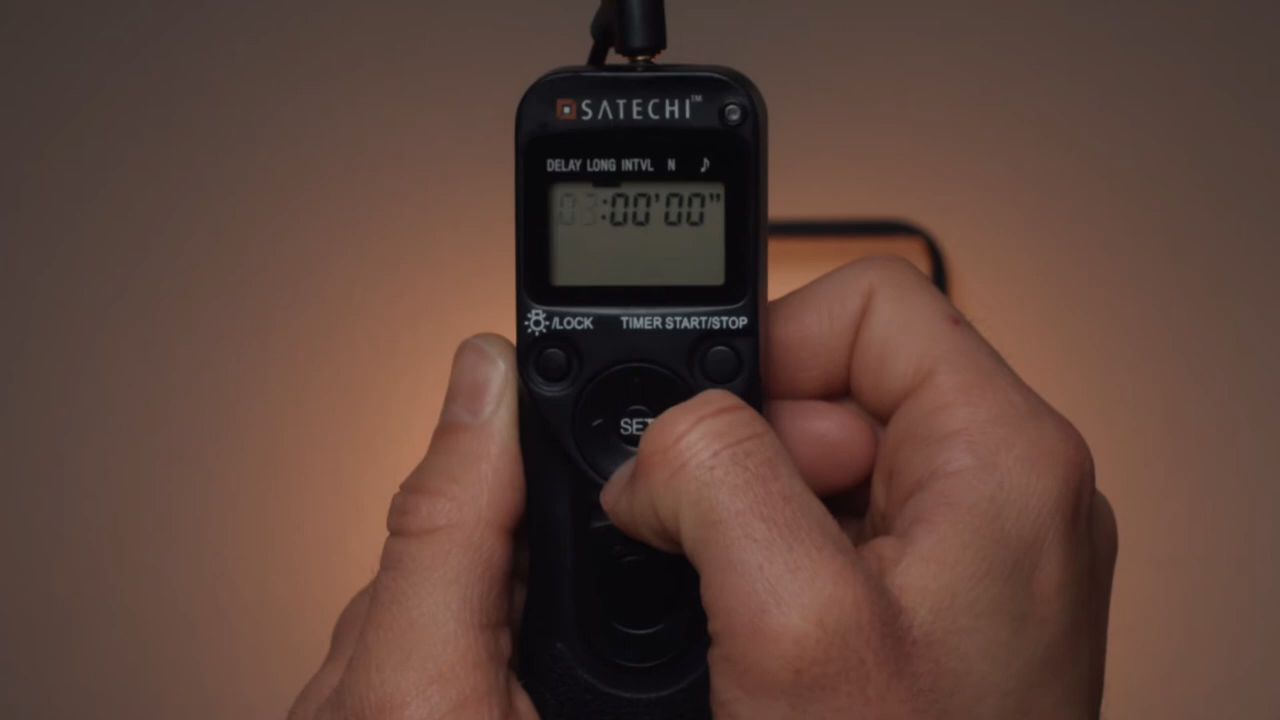 SATECHI™
DELAY LONG INTVL N ♪
03:00'00"
/LOCK TIMER START/STOP
SET